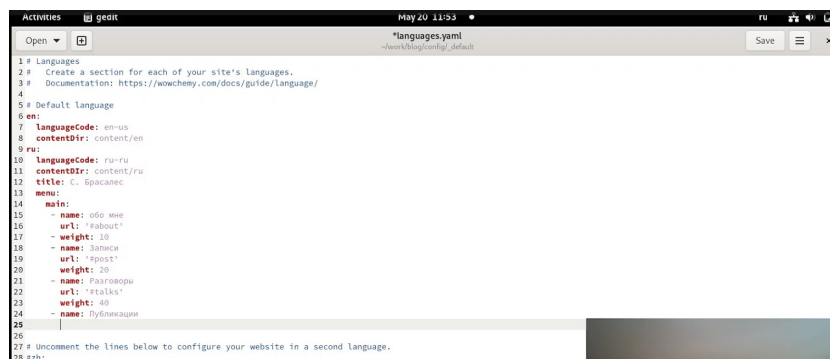 Activities gedit May 20 11:53 ru
Open *languages.yaml Save
~/work/blog/config/_default
1 # Languages
2 #   Create a section for each of your site's languages.
3 #   Documentation: https://wowchemy.com/docs/guide/language/
4
5 # Default language
6 en:
7   languageCode: en-us
8   contentDir: content/en
9 ru:
10   languageCode: ru-ru
11   contentDIr: content/ru
12   title: С. Брасалес
13   menu:
14     main:
15       - name: обо мне
16         url: '#about'
17       - weight: 10
18       - name: Записи
19         url: '#post'
20         weight: 20
21       - name: Разговоры
22         url: '#talks'
23         weight: 40
24       - name: Публикации
25
26
27 # Uncomment the lines below to configure your website in a second language.
28 #zh: